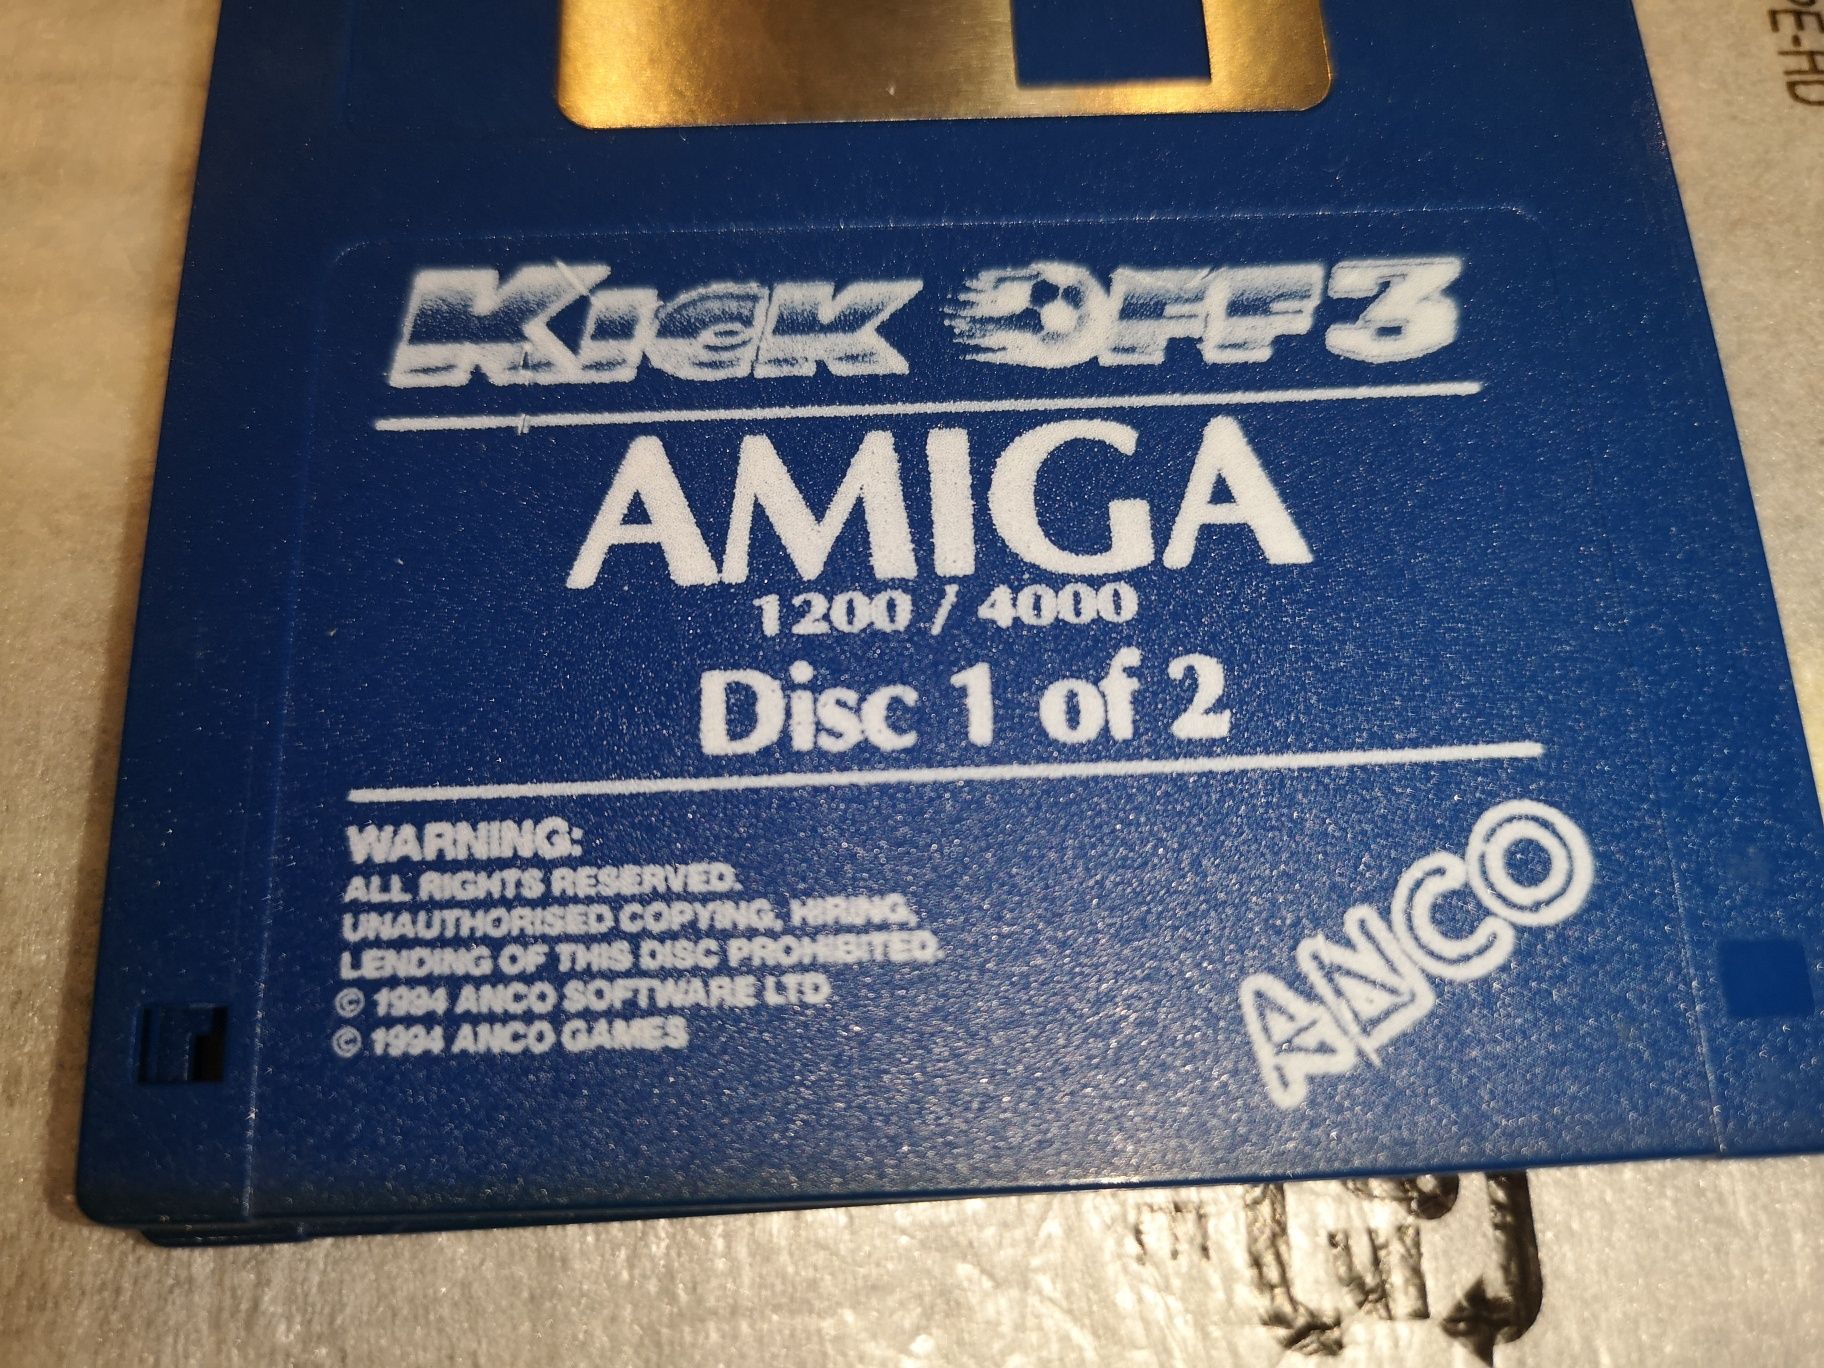 KICK OFF 3
AMIGA
1200 / 4000
Disc 1 of 2
WARNING:
ALL RIGHTS RESERVED.
UNAUTHORISED COPYING, HIRING,
LENDING OF THIS DISC PROHIBITED.
© 1994 ANCO SOFTWARE LTD
© 1994 ANCO GAMES
ANCO